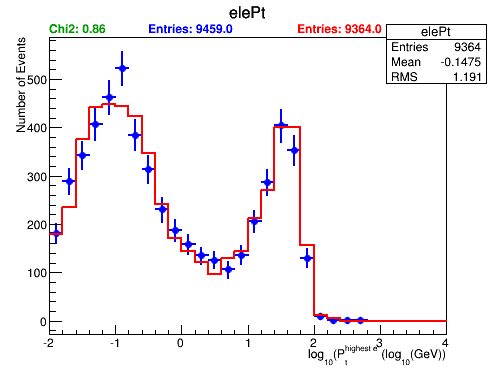 elePt
Chi2: 0.86 Entries: 9459.0 Entries: 9364.0
elePt
Entries 9364
Mean -0.1475
RMS 1.191
Number of Events
500
400
300
200
100
0
-2 -1 0 1 2 3 4
log10(Pt^highest e (log10(GeV))